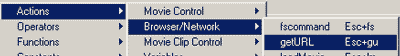 Actions
Movie Control
Operators
Browser/Network
fscommand Esc+fs
Functions
Movie Clip Control
getURL Esc+gu